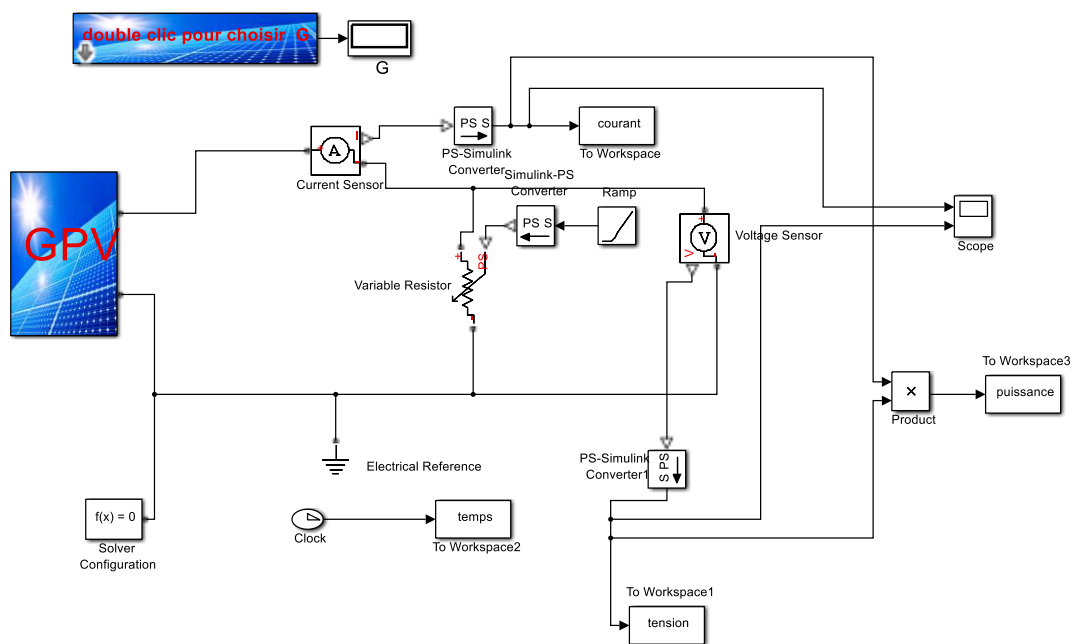 double clic pour choisir G
G
PS S
courant
PS-Simulink
Converter
To Workspace
I
+
A
-
Current Sensor
Simulink-PS
Converter
Ramp
PS S
GPV
+
PS
Variable Resistor
-
+
V
V
-
Voltage Sensor
Scope
To Workspace3
×
puissance
Product
Electrical Reference
PS-Simulink
Converter1
S PS
f(x) = 0
Solver
Configuration
Clock
temps
To Workspace2
To Workspace1
tension